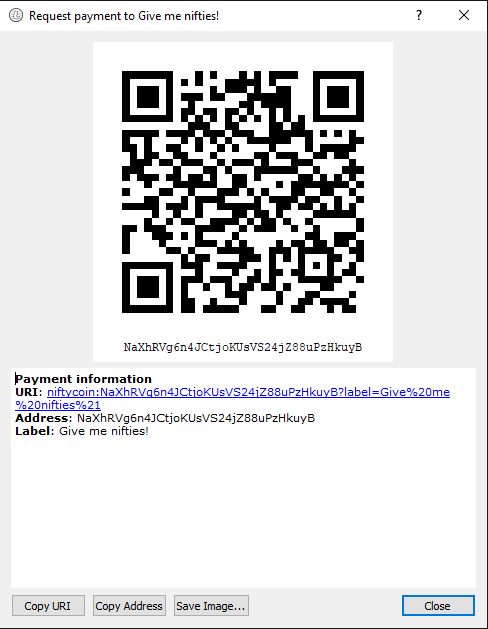 Request payment to Give me nifties!
NaXhRVg6n4JCtjoKUsVS24jZ88uPzHkuyB
Payment information
URI: niftycoin:NaXhRVg6n4JCtjoKUsVS24jZ88uPzHkuyB?label=Give%20me
%20nifties%21
Address: NaXhRVg6n4JCtjoKUsVS24jZ88uPzHkuyB
Label: Give me nifties!
Copy URI
Copy Address
Save Image...
Close